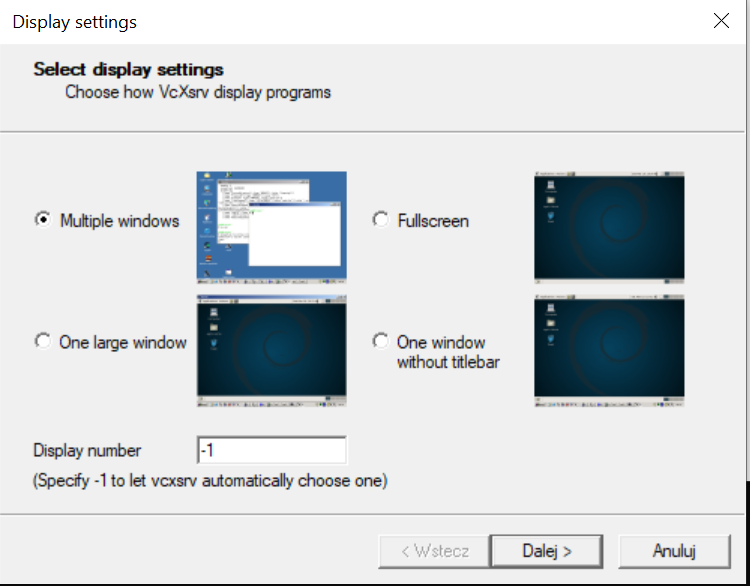 Display settings
Select display settings
Choose how VcXsrv display programs
Multiple windows
Fullscreen
One large window
One window
without titlebar
Display number
-1
(Specify -1 to let vcxsrv automatically choose one)
< Wstecz
Dalej >
Anuluj